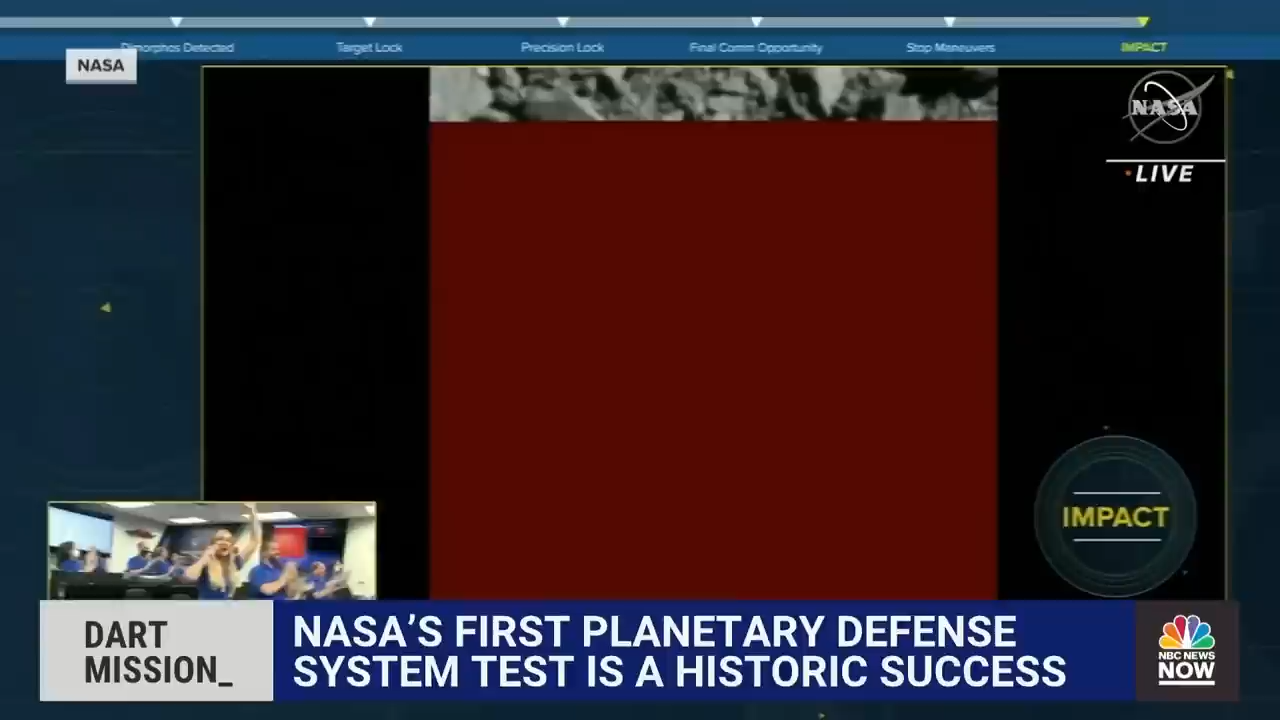 Dimorphos Detected
Target Lock
Precision Lock
Final Comm Opportunity
Stop Maneuvers
IMPACT
NASA
NASA
LIVE
IMPACT
DART
MISSION_
NASA'S FIRST PLANETARY DEFENSE
SYSTEM TEST IS A HISTORIC SUCCESS
NBC NEWS
NOW